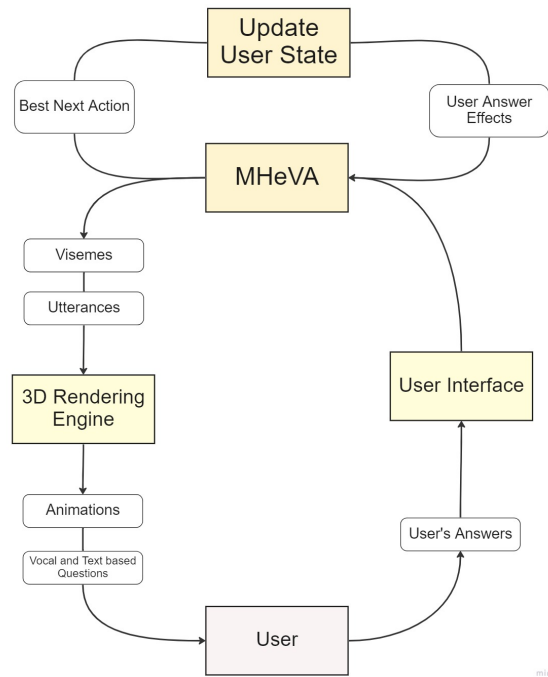 Update
User State
Best Next Action
User Answer
Effects
MHeVA
Visemes
Utterances
3D Rendering
Engine
User Interface
Animations
User's Answers
Vocal and Text based
Questions
User